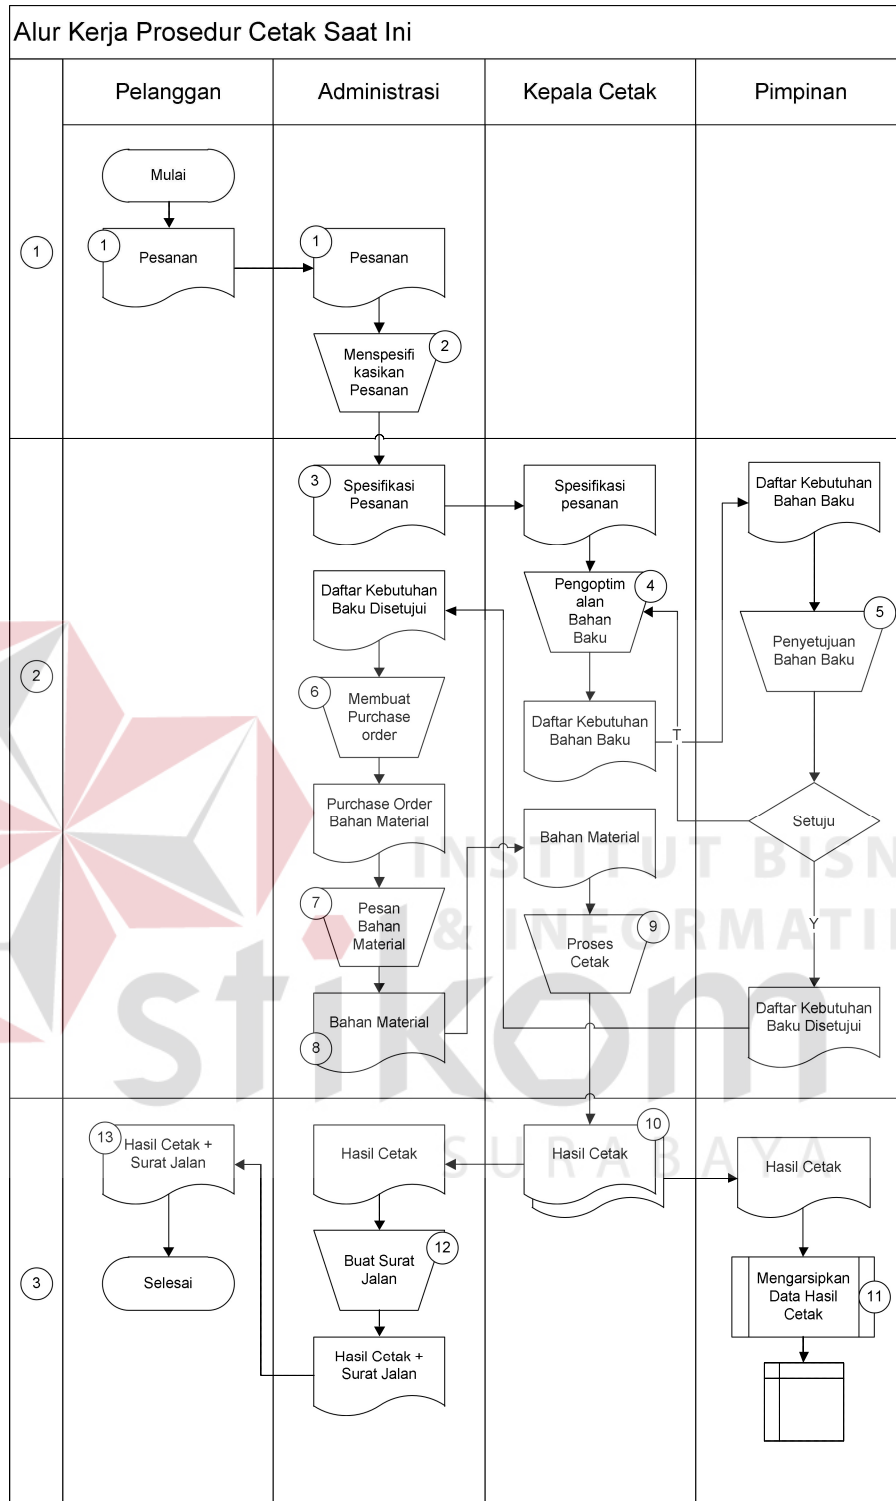 Alur Kerja Prosedur Cetak Saat Ini
Pelanggan
Administrasi
Kepala Cetak
Pimpinan
1
Mulai
1
Pesanan
1
Pesanan
2
Menspesifi
kasikan
Pesanan
2
3
Spesifikasi
Pesanan
Spesifikasi
pesanan
Daftar Kebutuhan
Bahan Baku
4
Pengoptim
alan
Bahan
Baku
5
Penyetujuan
Bahan Baku
Daftar Kebutuhan
Baku Disetujui
6
Membuat
Purchase
order
Daftar Kebutuhan
Bahan Baku
T
Setuju
Y
Purchase Order
Bahan Material
Bahan Material
7
Pesan
Bahan
Material
9
Proses
Cetak
8
Bahan Material
Daftar Kebutuhan
Baku Disetujui
INSTITUT BISN
& INFORMATI
stikom
SURABAYA
3
13
Hasil Cetak +
Surat Jalan
Hasil Cetak
10
Hasil Cetak
Hasil Cetak
Selesai
12
Buat Surat
Jalan
11
Mengarsipkan
Data Hasil
Cetak
Hasil Cetak +
Surat Jalan